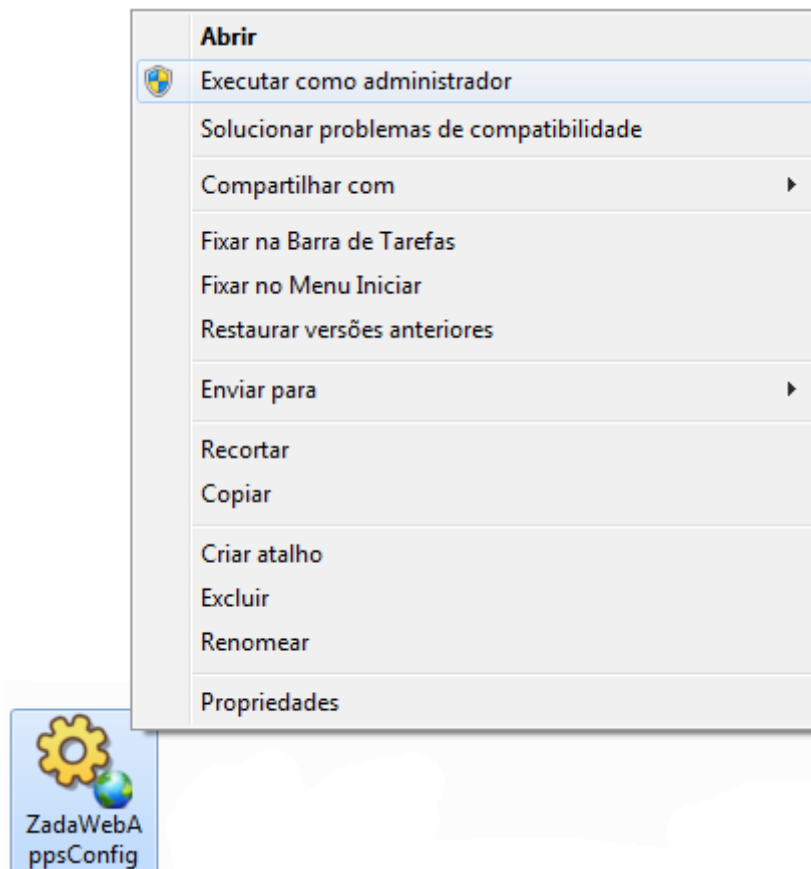 Abrir
Executar como administrador
Solucionar problemas de compatibilidade
Compartilhar com
Fixar na Barra de Tarefas
Fixar no Menu Iniciar
Restaurar versões anteriores
Enviar para
Recortar
Copiar
Criar atalho
Excluir
Renomear
Propriedades
ZadaWebA
ppsConfig